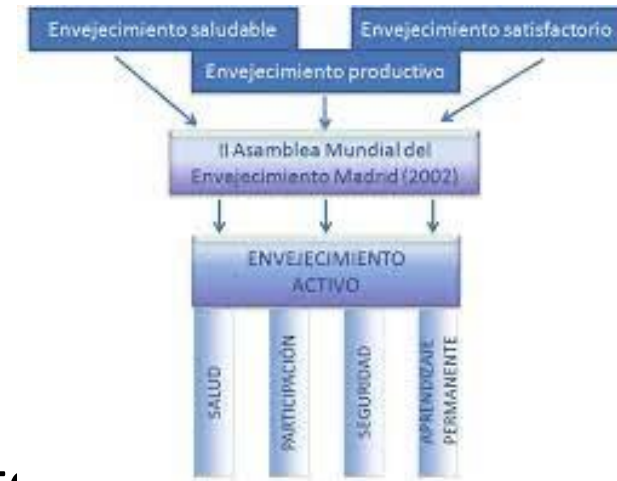 Envejecimiento saludable
Envejecimiento satisfactorio
Envejecimiento productivo
II Asamblea Mundial del
Envejecimiento Madrid (2002)
ENVEJECIMIENTO
ACTIVO
SALUD
PARTICIPACIÓN
SEGURIDAD
APRENDIZAJE
PERMANENTE